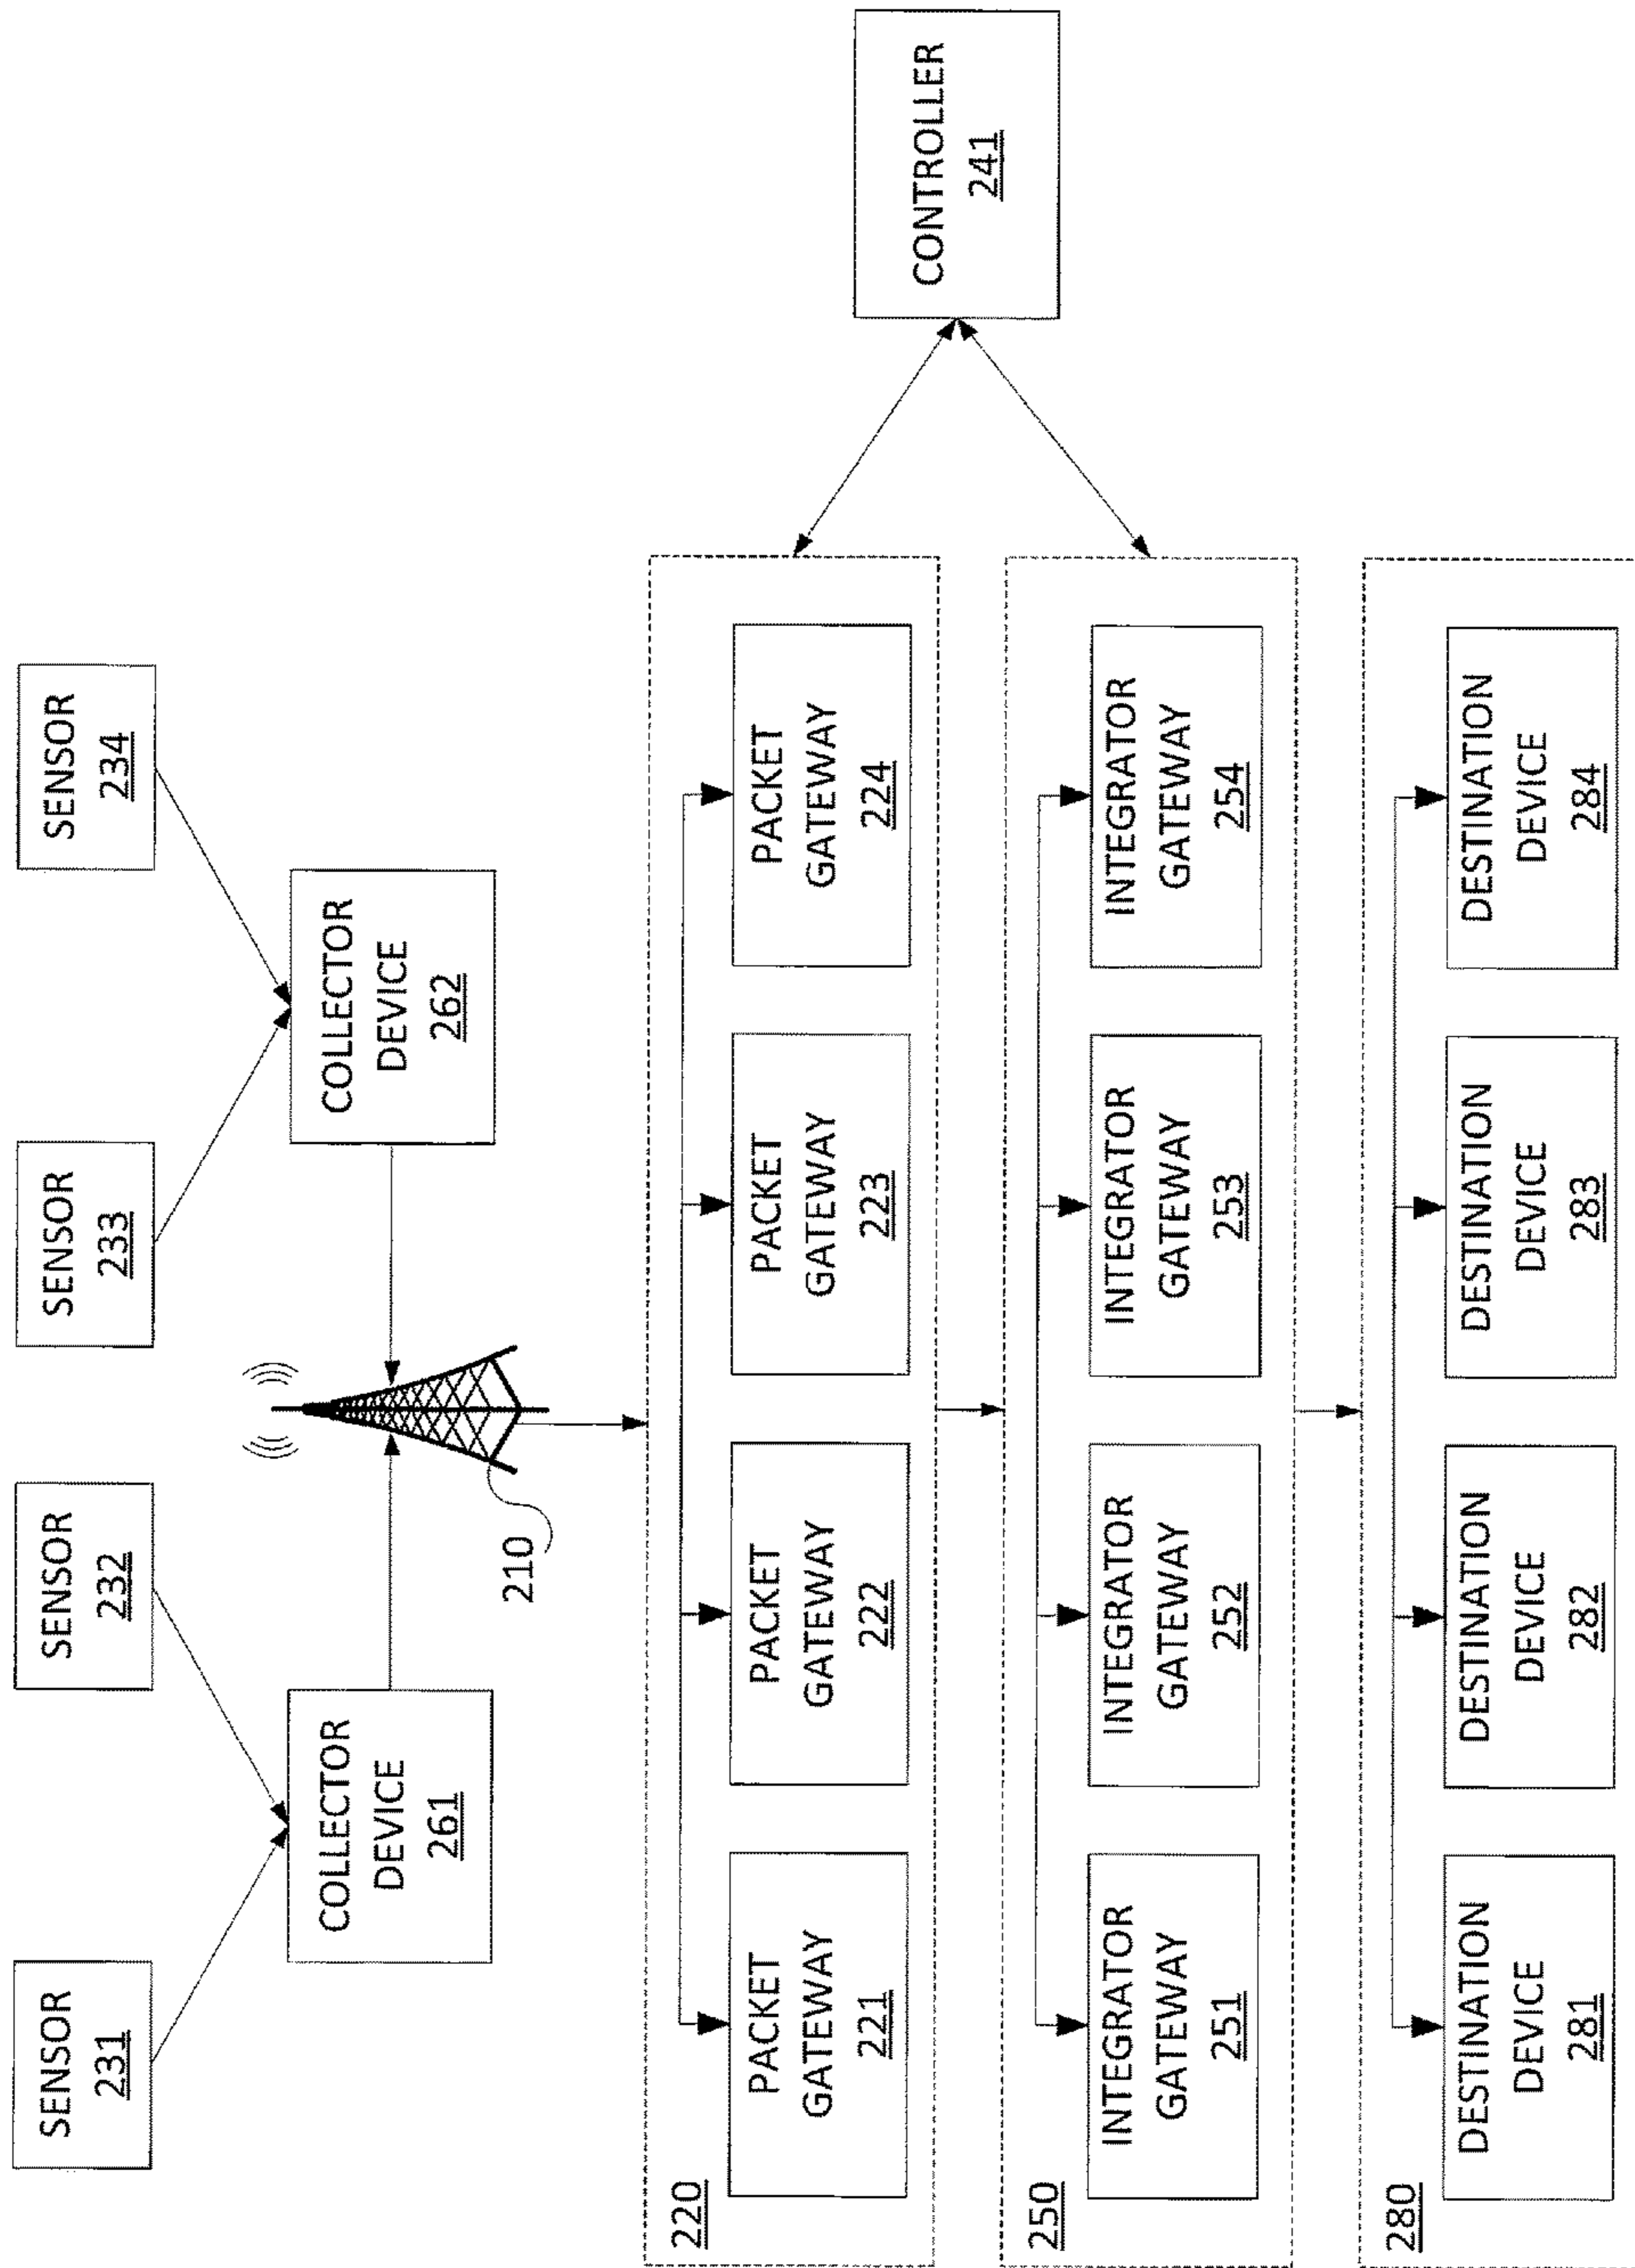 SENSOR
231
SENSOR
232
SENSOR
233
SENSOR
234
COLLECTOR
DEVICE
261
COLLECTOR
DEVICE
262
210
CONTROLLER
241
220
PACKET
GATEWAY
221
PACKET
GATEWAY
222
PACKET
GATEWAY
223
PACKET
GATEWAY
224
250
INTEGRATOR
GATEWAY
251
INTEGRATOR
GATEWAY
252
INTEGRATOR
GATEWAY
253
INTEGRATOR
GATEWAY
254
280
DESTINATION
DEVICE
281
DESTINATION
DEVICE
282
DESTINATION
DEVICE
283
DESTINATION
DEVICE
284